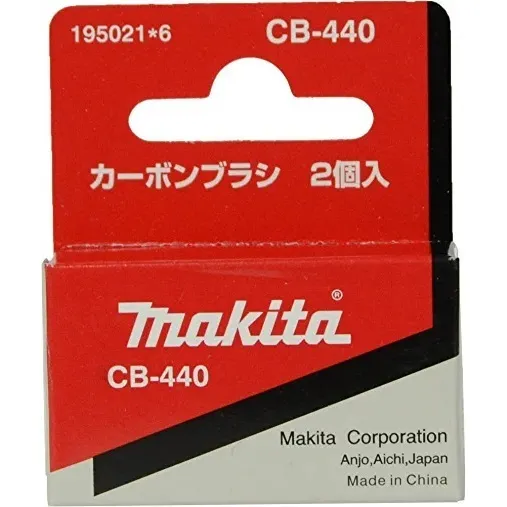 195021*6 CB-440
カーボンブラシ 2個入
makita®
CB-440
Makita Corporation
Anjo,Aichi,Japan
Made in China